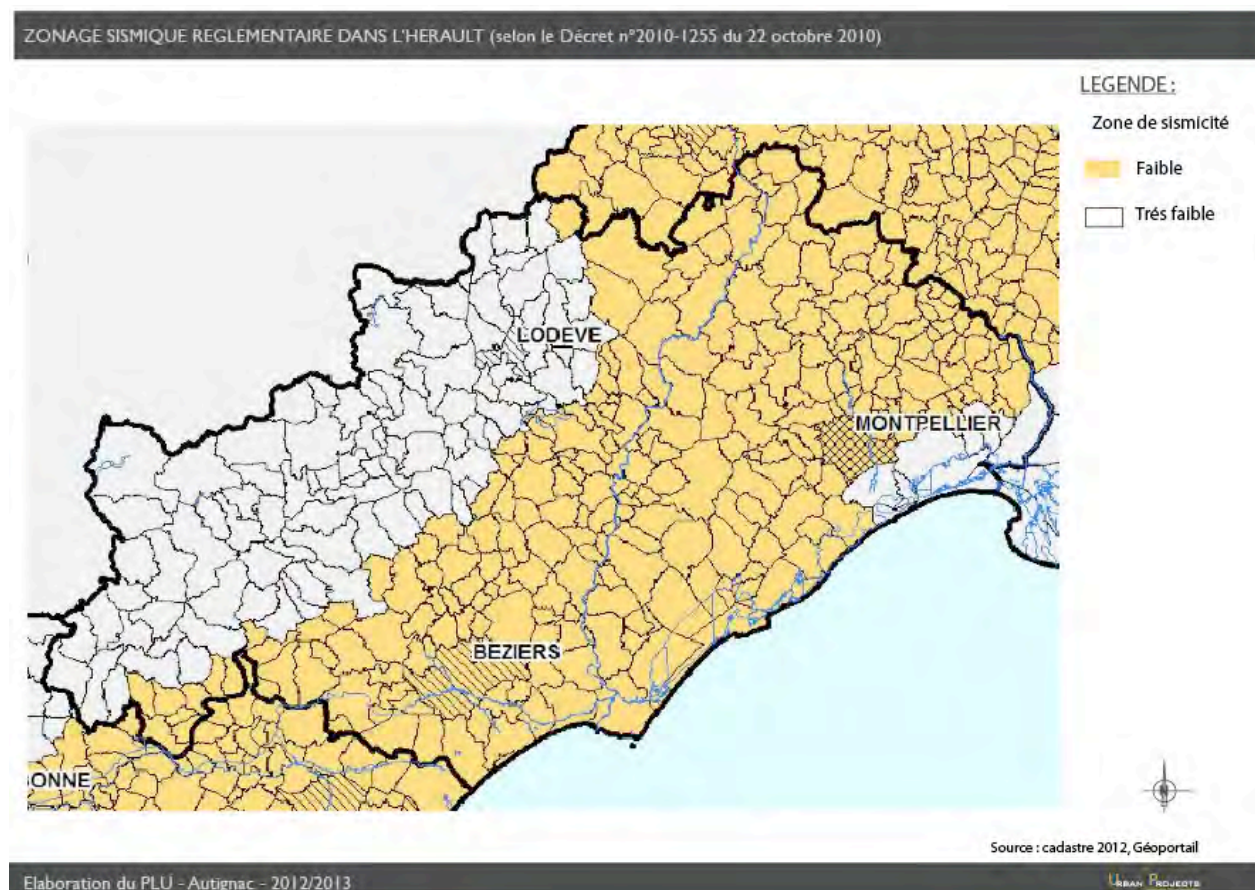 ZONAGE SISMIQUE REGLEMENTAIRE DANS L'HERAULT (selon le Décret n°2010-1255 du 22 octobre 2010)
LEGENDE :
Zone de sismicité
Faible
Trés faible
LODEVE
MONTPELLIER
BEZIERS
BONNE
Source : cadastre 2012, Géoportail
Elaboration du PLU - Autignac - 2012/2013
URBAN PROJECTS